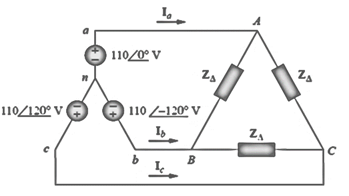 I_a
a
A
110∠0° V
Z_Δ
Z_Δ
n
110∠120° V
110∠-120° V
I_b
Z_Δ
c
b
B
C
I_c